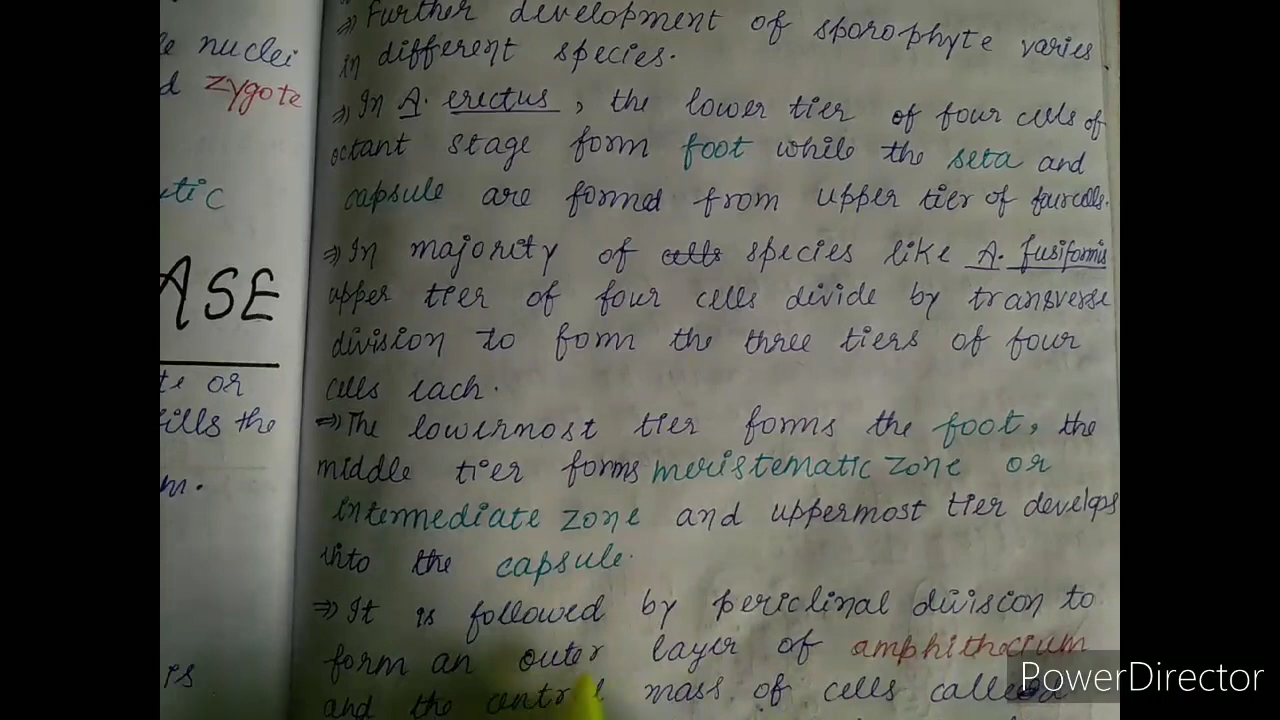 le nuclei
d zygote
etic
ASE
te or
fills the
m.
rs
⇒ Further development of sporophyte varies
in different species.
⇒ In A. erectus, the lower tier of four cells of
octant stage form foot while the seta and
capsule are formed from upper tier of four cells.
⇒ In majority of cells species like A. fusiformis
upper tier of four cells divide by transverse
division to form the three tiers of four
cells each.
⇒ The lowermost tier forms the foot, the
middle tier forms meristematic zone or
intermediate zone and uppermost tier develops
into the capsule.
⇒ It is followed by periclinal division to
form an outer layer of amphithecium
and the central mass of cells called
PowerDirector